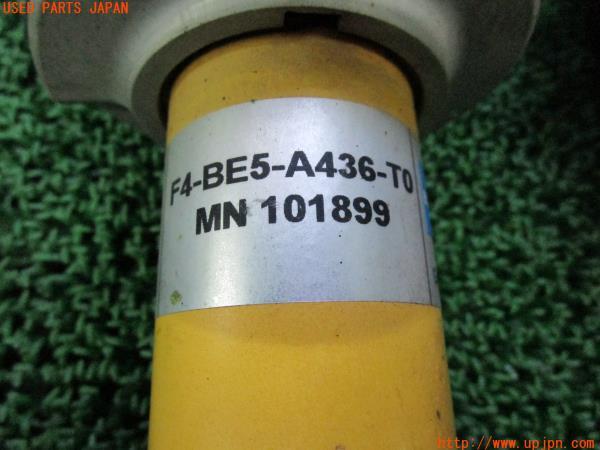 USED PARTS JAPAN
F4-BE5-A436-T0
MN 101899
http://www.upjpn.com/